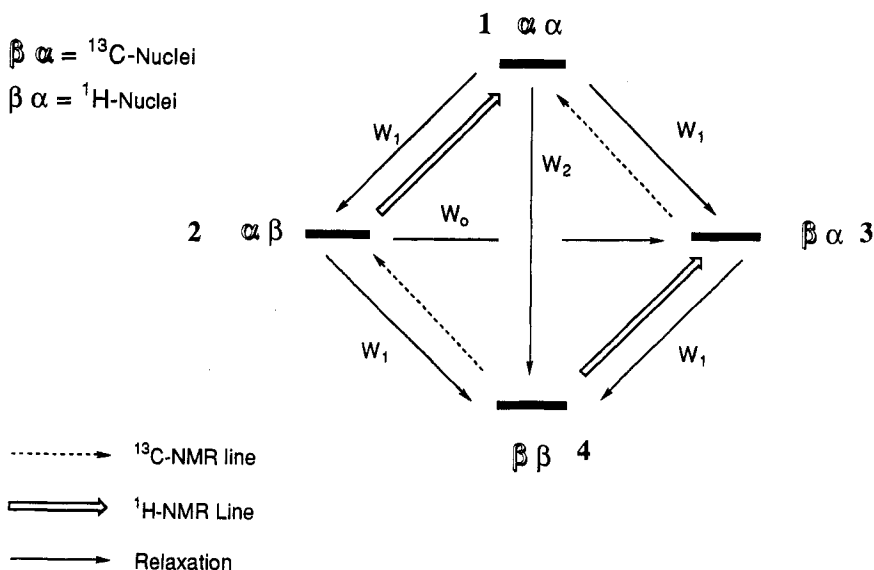 1 𝕒 α
β α = ¹³C-Nuclei
β α = ¹H-Nuclei
W₁
W₁
W₂
2 α β
W₀
β α 3
W₁
W₁
β β 4
¹³C-NMR line
¹H-NMR Line
Relaxation